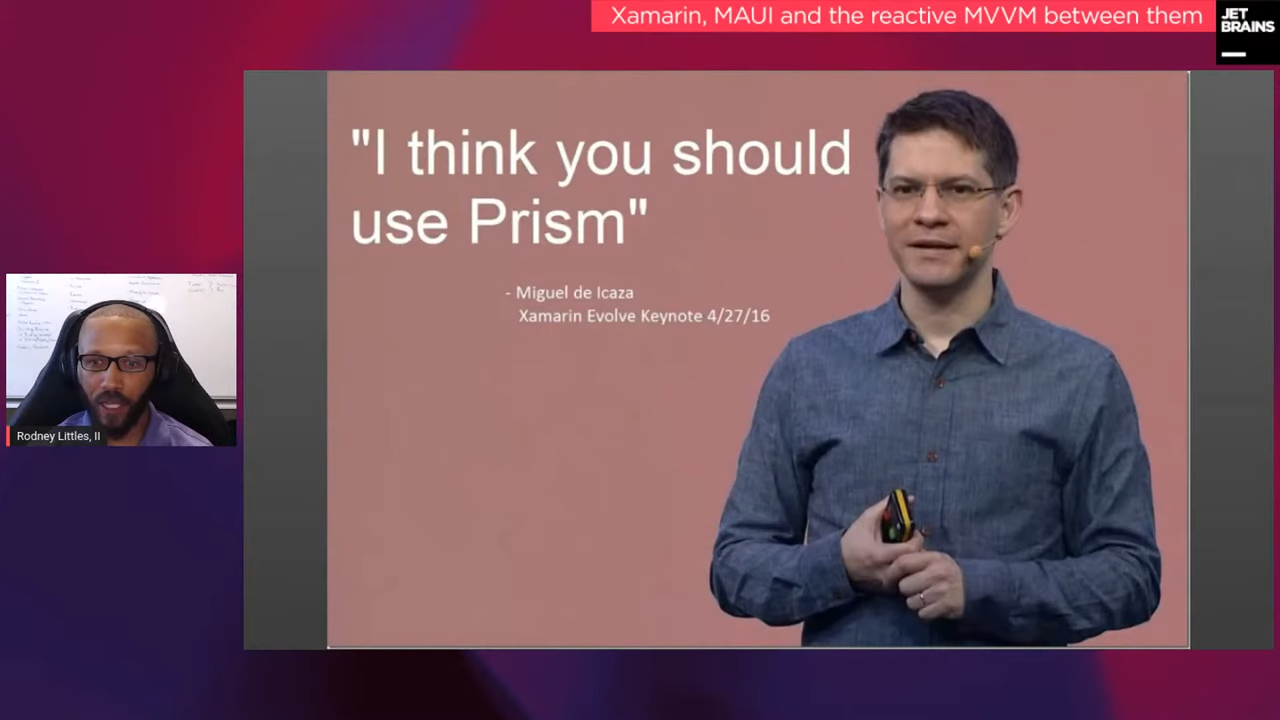 Xamarin, MAUI and the reactive MVVM between them
JET
BRAINS
"I think you should
use Prism"
- Miguel de Icaza
Xamarin Evolve Keynote 4/27/16
Rodney Littles, II